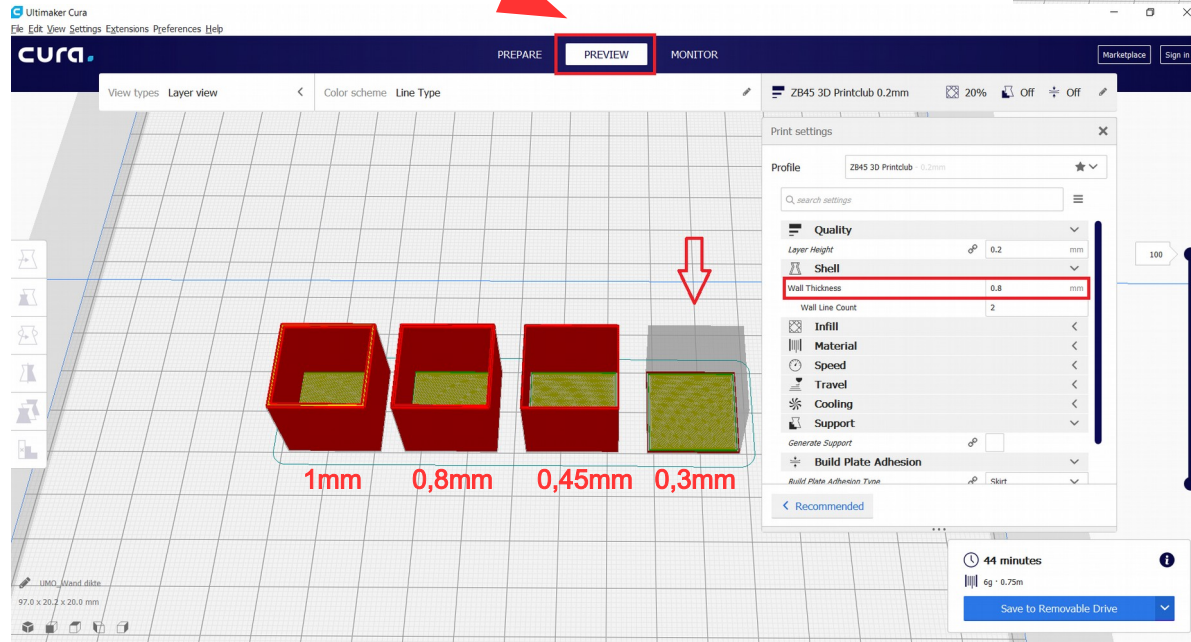 Ultimaker Cura
File Edit View Settings Extensions Preferences Help
cura.
PREPARE PREVIEW MONITOR
Marketplace Sign in
View types Layer view Color scheme Line Type
ZB45 3D Printclub 0.2mm 20% Off Off
Print settings
Profile ZB45 3D Printclub - 0.2mm
search settings
Quality
Layer Height 0.2 mm
Shell
Wall Thickness 0.8 mm
Wall Line Count 2
Infill
Material
Speed
Travel
Cooling
Support
Generate Support
Build Plate Adhesion
Build Plate Adhesion Type Skirt
Recommended
100
1mm 0,8mm 0,45mm 0,3mm
44 minutes
6g · 0.75m
Save to Removable Drive
UMO_Wand dikte
97.0 x 20.2 x 20.0 mm